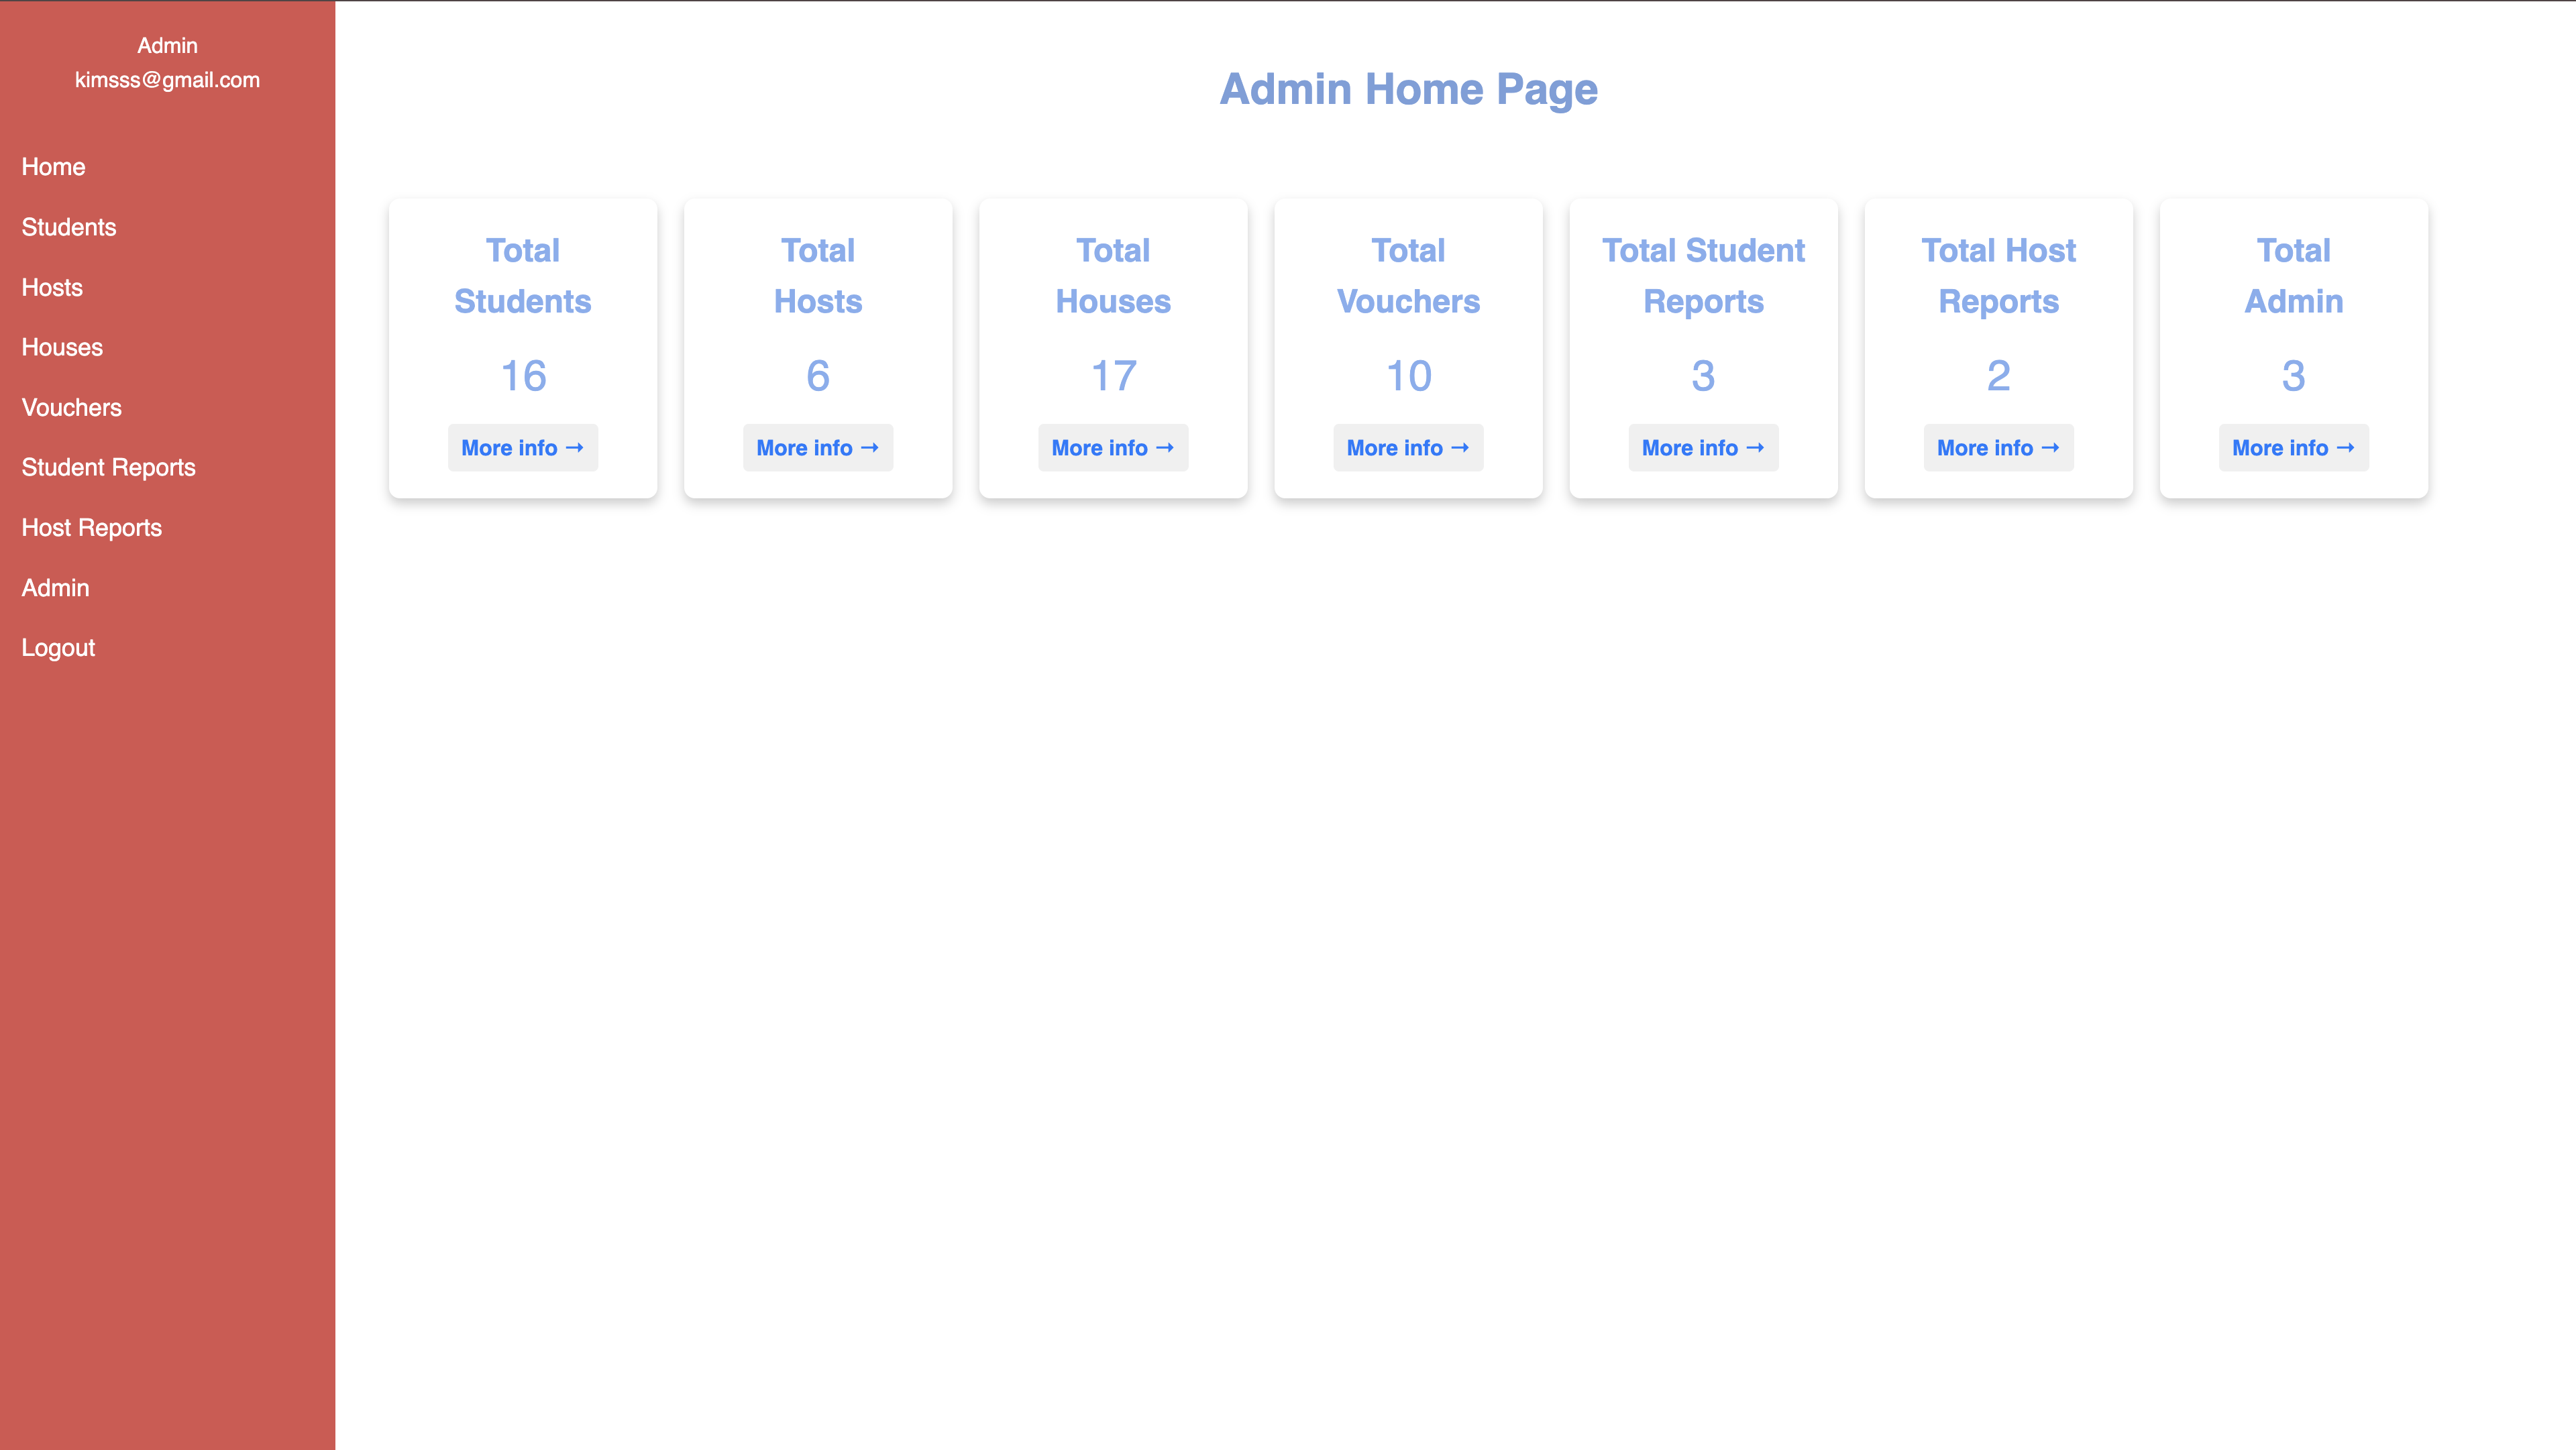 Admin
kimsss@gmail.com
Home
Students
Hosts
Houses
Vouchers
Student Reports
Host Reports
Admin
Logout
Admin Home Page
Total
Students
16
More info →
Total
Hosts
6
More info →
Total
Houses
17
More info →
Total
Vouchers
10
More info →
Total Student
Reports
3
More info →
Total Host
Reports
2
More info →
Total
Admin
3
More info →